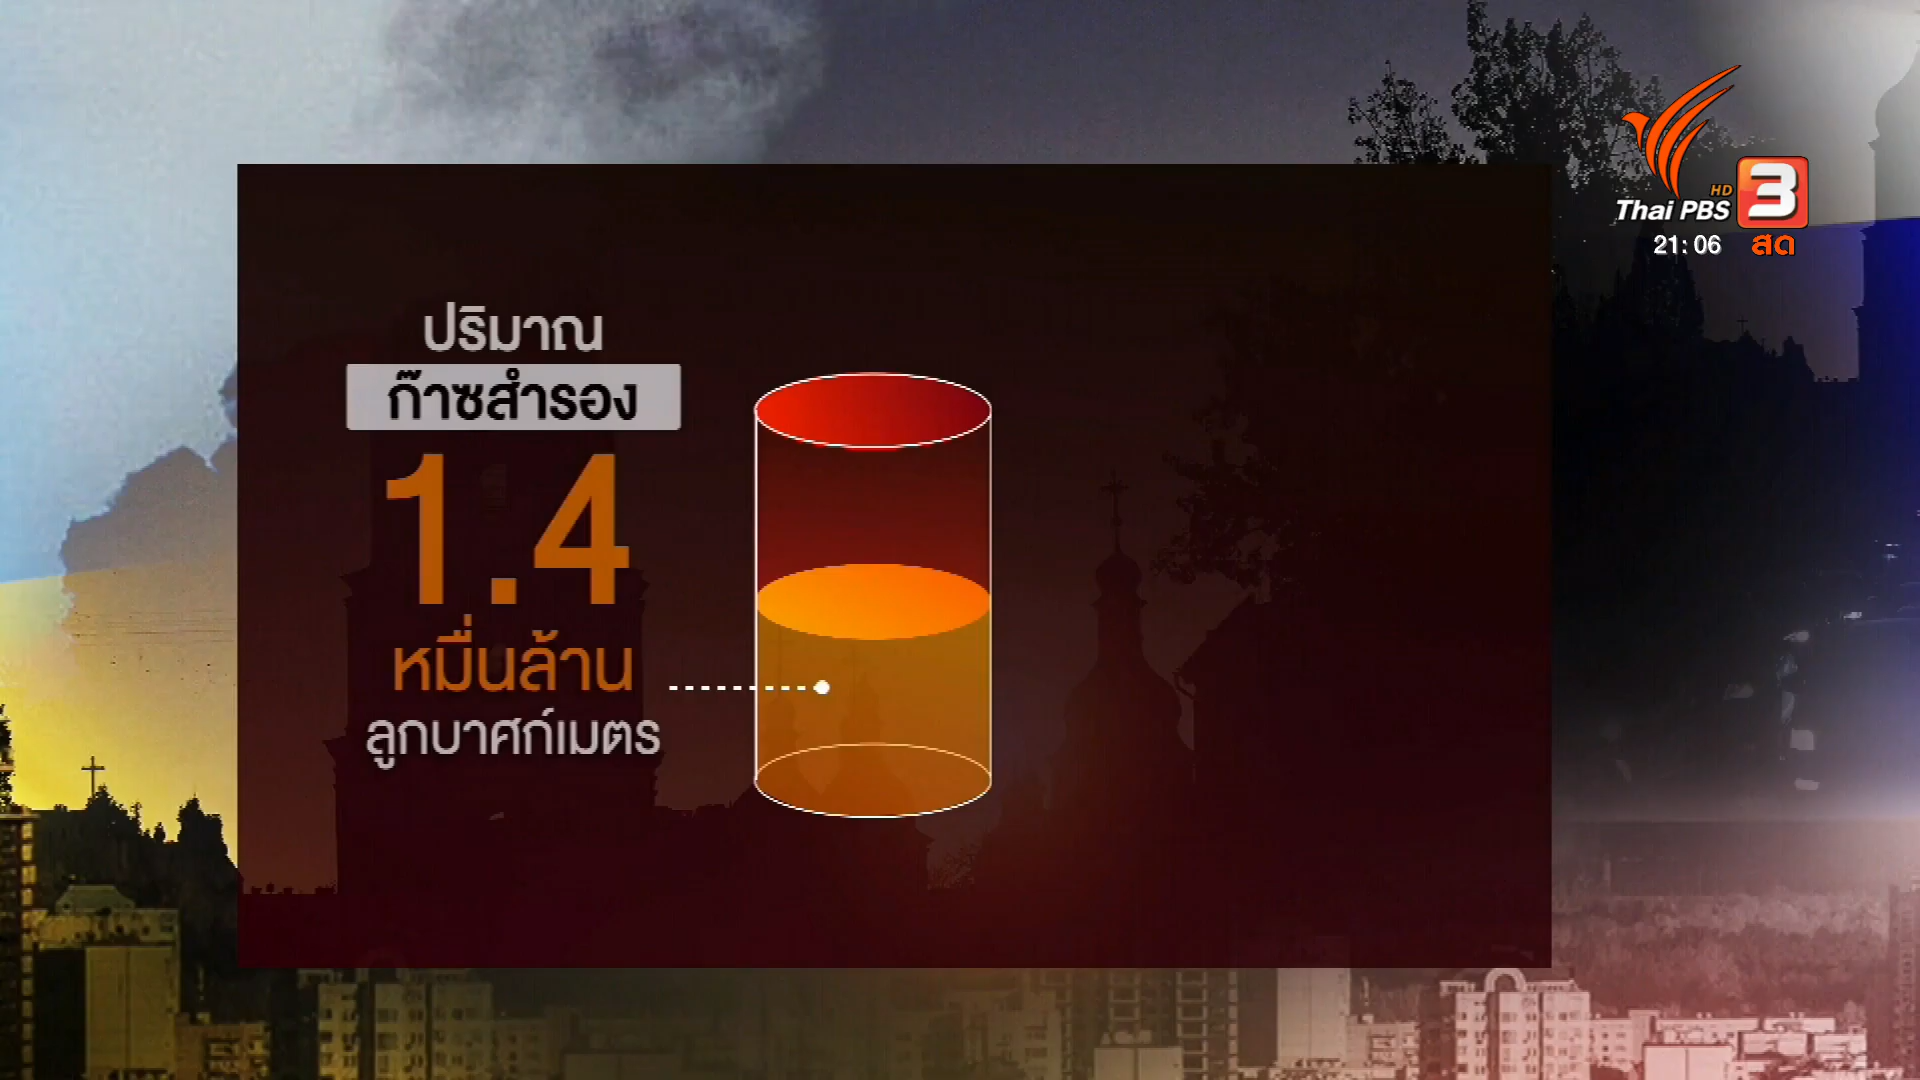 ปริมาณ
ก๊าซสำรอง
1.4
หมื่นล้าน
ลูกบาศก์เมตร
HD
Thai PBS 3
21:06 สด